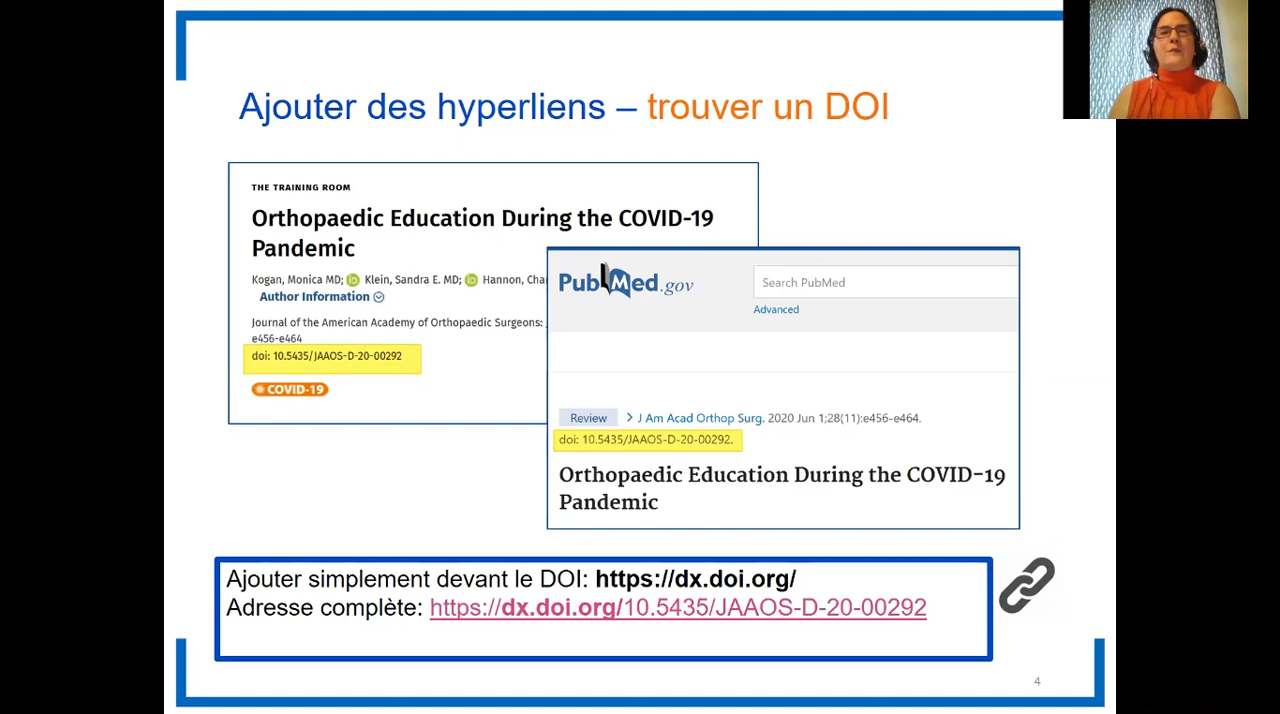 Ajouter des hyperliens – trouver un DOI
THE TRAINING ROOM
Orthopaedic Education During the COVID-19
Pandemic
Kogan, Monica MD; Klein, Sandra E. MD; Hannon, Cha
Author Information
Journal of the American Academy of Orthopaedic Surgeons:
e456-e464
doi: 10.5435/JAAOS-D-20-00292
COVID-19
PubMed.gov
Search PubMed
Advanced
Review > J Am Acad Orthop Surg. 2020 Jun 1;28(11):e456-e464.
doi: 10.5435/JAAOS-D-20-00292.
Orthopaedic Education During the COVID-19
Pandemic
Ajouter simplement devant le DOI: https://dx.doi.org/
Adresse complète: https://dx.doi.org/10.5435/JAAOS-D-20-00292
4